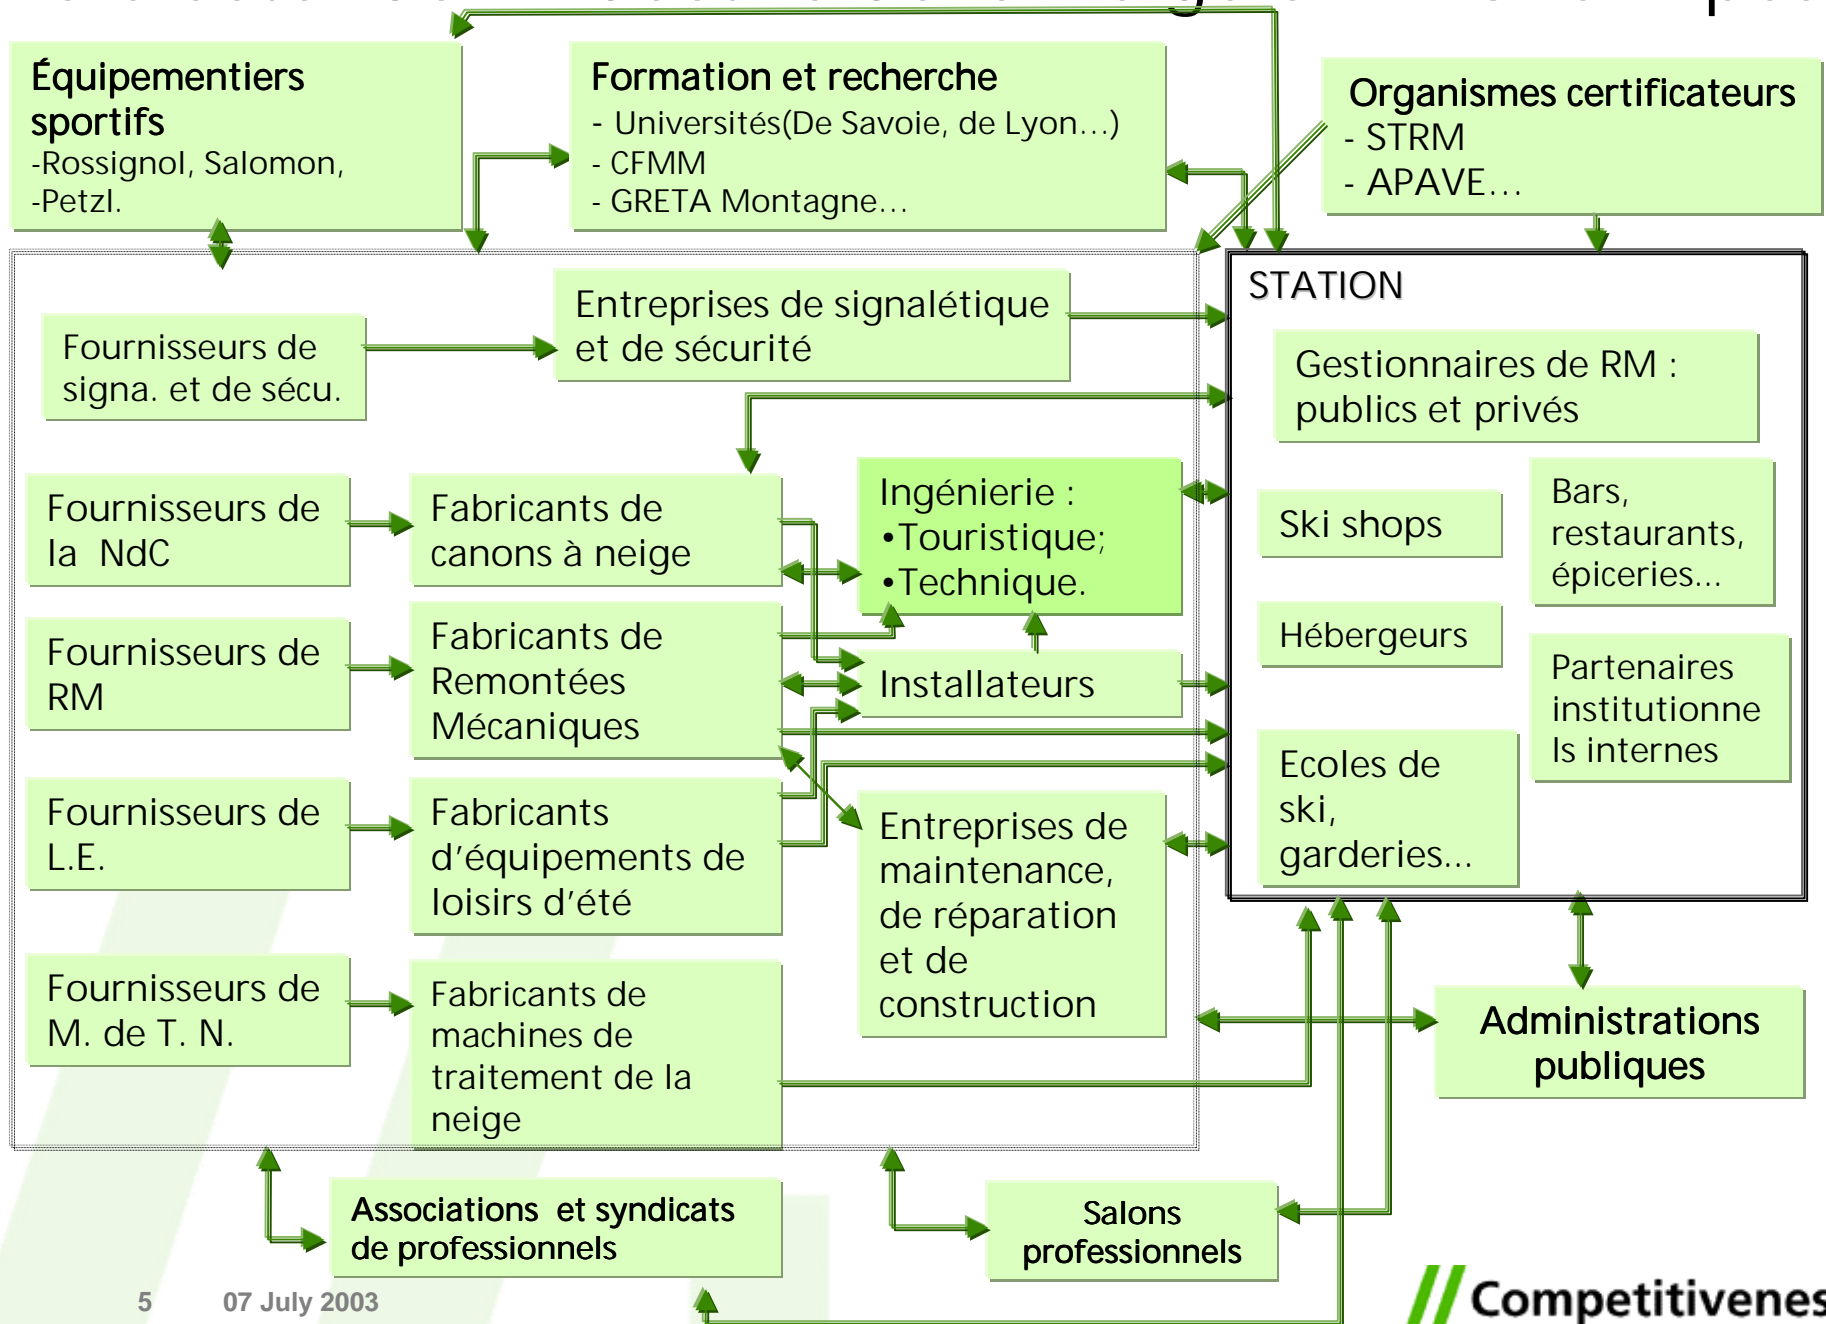 Équipementiers
sportifs
-Rossignol, Salomon,
-Petzl.
Formation et recherche
- Universités(De Savoie, de Lyon…)
- CFMM
- GRETA Montagne…
Organismes certificateurs
- STRM
- APAVE…
STATION
Entreprises de signalétique
et de sécurité
Fournisseurs de
signa. et de sécu.
Gestionnaires de RM :
publics et privés
Fournisseurs de
la NdC
Fabricants de
canons à neige
Ingénierie :
•Touristique;
•Technique.
Ski shops
Bars,
restaurants,
épiceries…
Fournisseurs de
RM
Fabricants de
Remontées
Mécaniques
Installateurs
Hébergeurs
Partenaires
institutionne
ls internes
Fournisseurs de
L.E.
Fabricants
d’équipements de
loisirs d’été
Entreprises de
maintenance,
de réparation
et de
construction
Ecoles de
ski,
garderies…
Fournisseurs de
M. de T. N.
Fabricants de
machines de
traitement de la
neige
Administrations
publiques
Associations et syndicats
de professionnels
Salons
professionnels
5 07 July 2003
Competitivenes